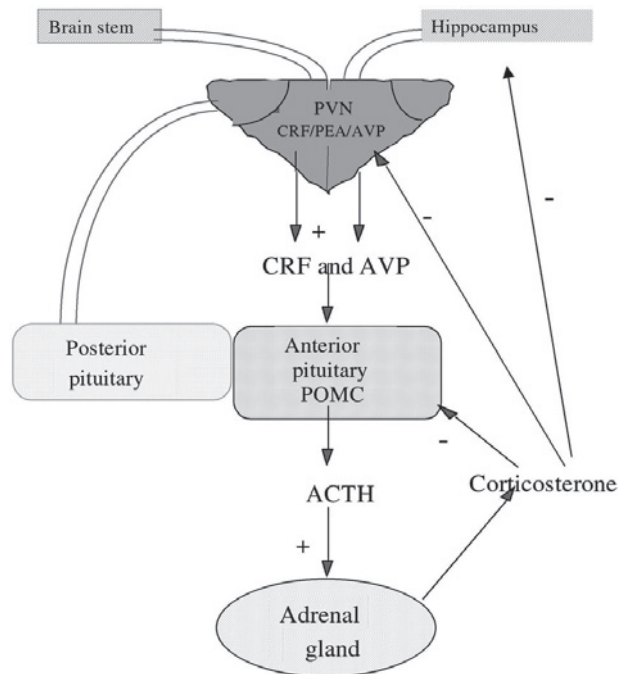 Brain stem
Hippocampus
PVN
CRF/PEA/AVP
-
-
+
CRF and AVP
Posterior
pituitary
Anterior
pituitary
POMC
-
Corticosterone
ACTH
+
Adrenal
gland